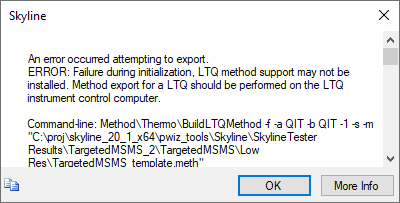 Skyline
An error occurred attempting to export.
ERROR: Failure during initialization, LTQ method support may not be
installed. Method export for a LTQ should be performed on the LTQ
instrument control computer.
Command-line: Method\Thermo\BuildLTQMethod -f -a QIT -b QIT -1 -s -m
"C:\proj\skyline_20_1_x64\pwiz_tools\Skyline\SkylineTester
Results\TargetedMSMS_2\TargetedMSMS\Low
Res\TargetedMSMS_template.meth"
OK
More Info